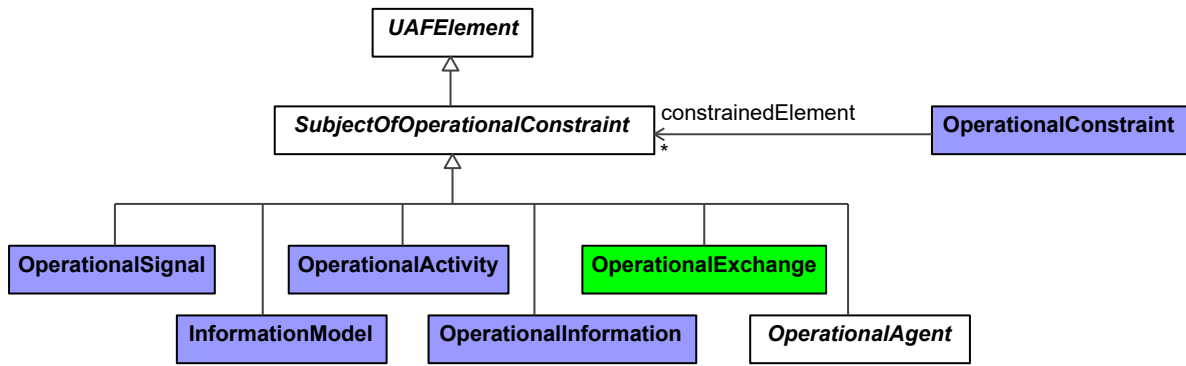 UAFElement
SubjectOfOperationalConstraint
constrainedElement
*
OperationalConstraint
OperationalSignal
OperationalActivity
OperationalExchange
InformationModel
OperationalInformation
OperationalAgent